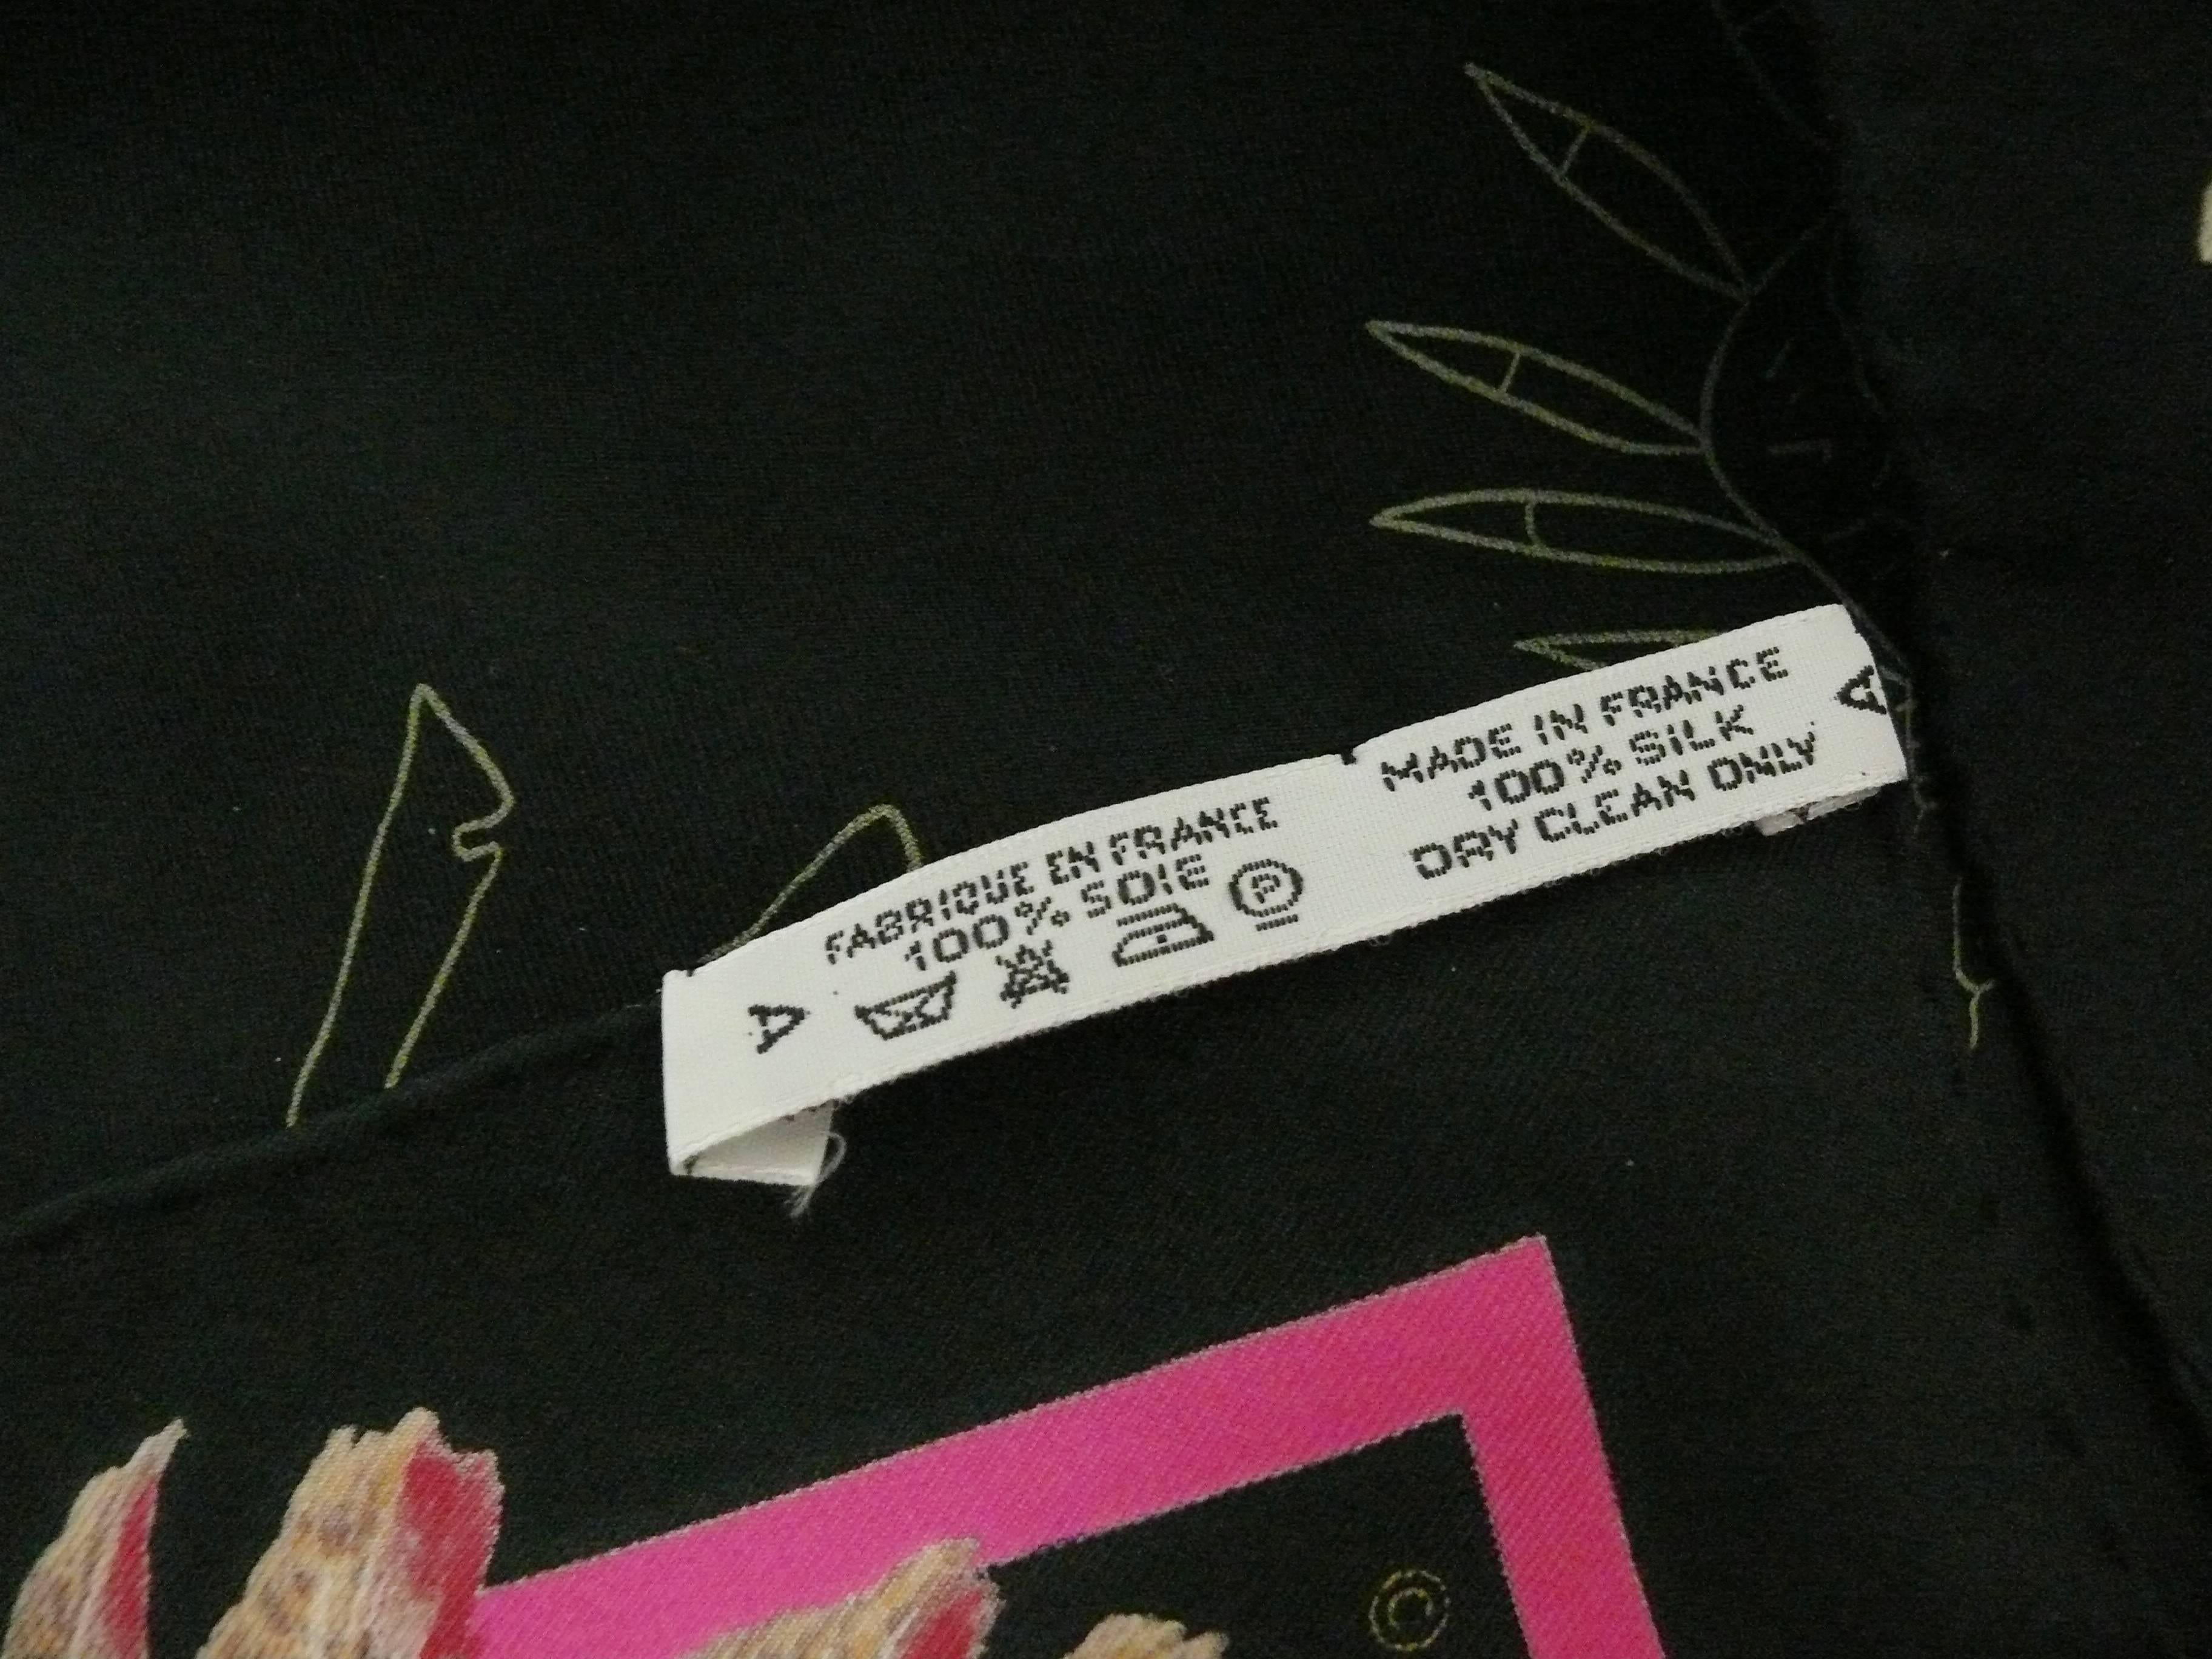 FABRIQUE EN FRANCE
100% SOIE
P
A
MADE IN FRANCE
100% SILK
DRY CLEAN ONLY
A
©